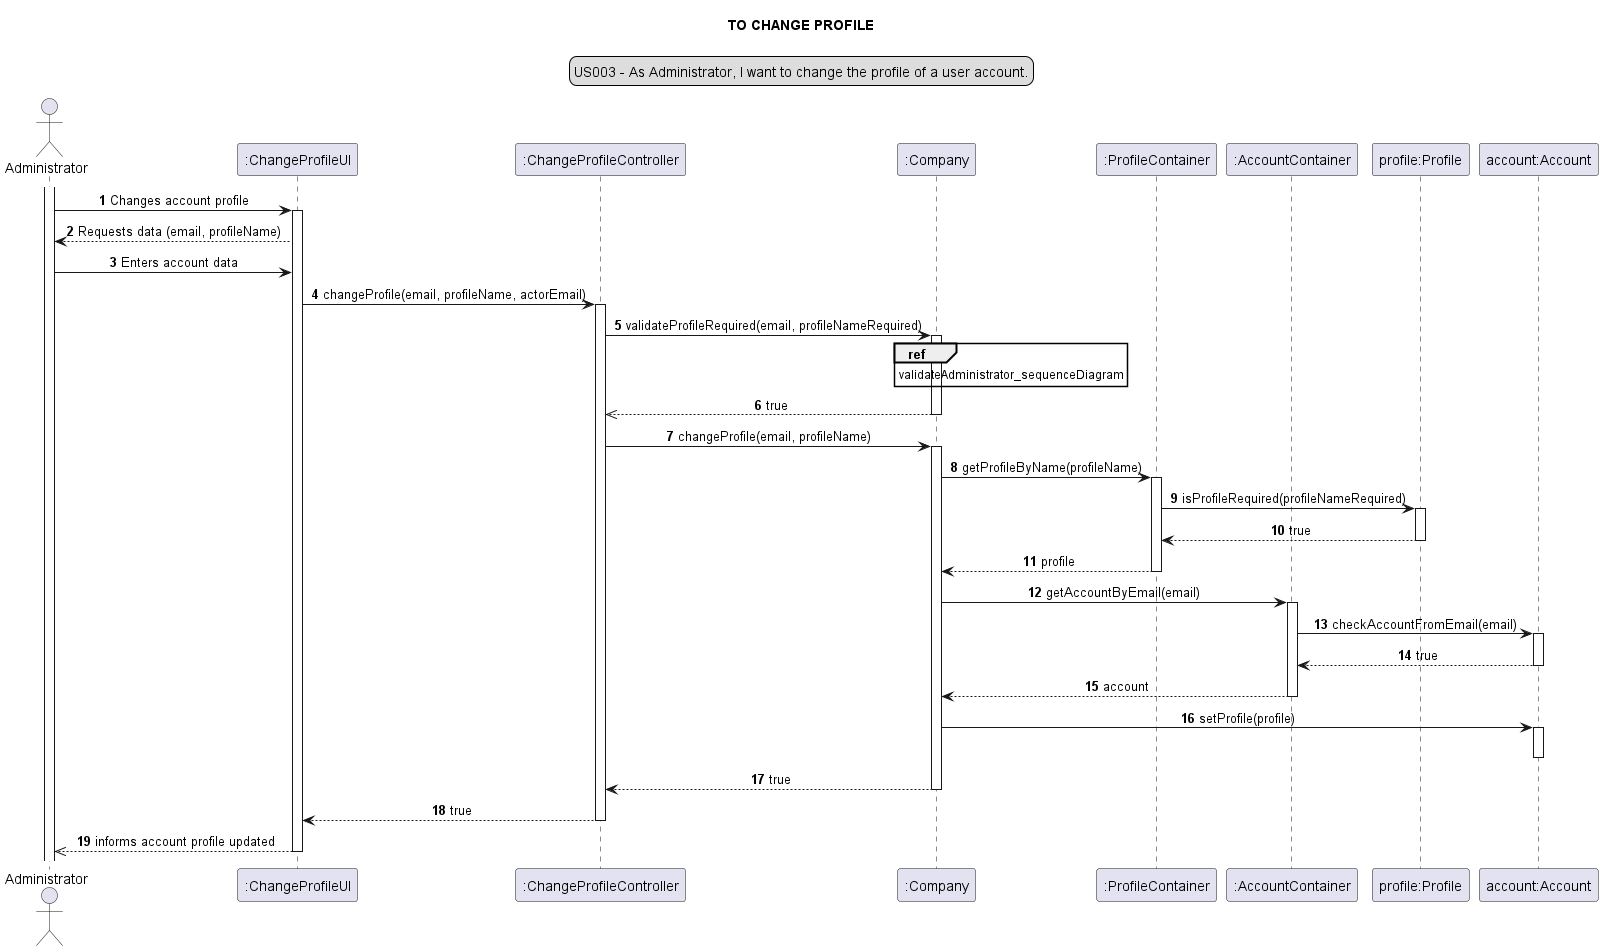 TO CHANGE PROFILE
US003 - As Administrator, I want to change the profile of a user account.
Administrator
:ChangeProfileUI
:ChangeProfileController
:Company
:ProfileContainer
:AccountContainer
profile:Profile
account:Account
1 Changes account profile
2 Requests data (email, profileName)
3 Enters account data
4 changeProfile(email, profileName, actorEmail)
5 validateProfileRequired(email, profileNameRequired)
ref
validateAdministrator_sequenceDiagram
6 true
7 changeProfile(email, profileName)
8 getProfileByName(profileName)
9 isProfileRequired(profileNameRequired)
10 true
11 profile
12 getAccountByEmail(email)
13 checkAccountFromEmail(email)
14 true
15 account
16 setProfile(profile)
17 true
18 true
19 informs account profile updated
Administrator
:ChangeProfileUI
:ChangeProfileController
:Company
:ProfileContainer
:AccountContainer
profile:Profile
account:Account